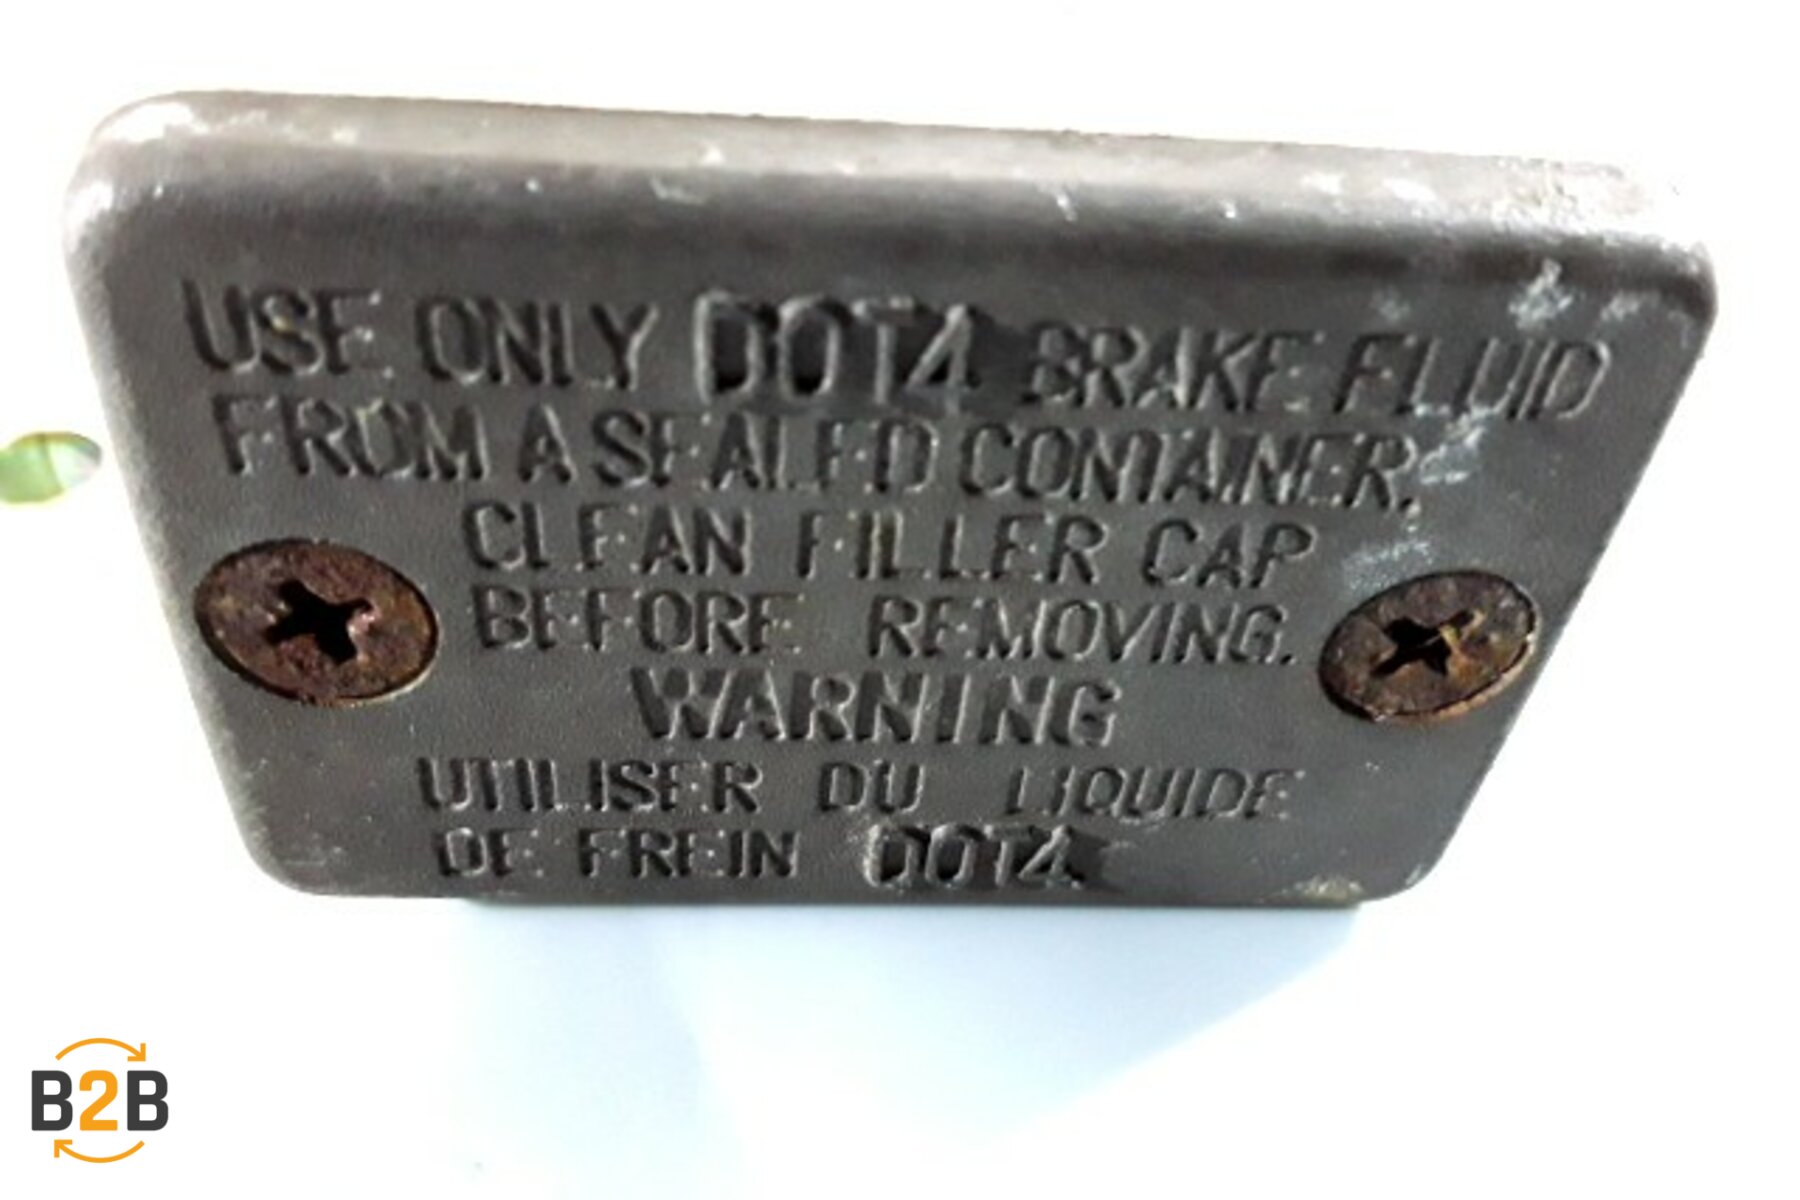 USE ONLY DOT4 BRAKE FLUID
FROM A SEALED CONTAINER.
CLEAN FILLER CAP
BEFORE REMOVING.
WARNING
UTILISER DU LIQUIDE
DE FREIN DOT4.
B2B